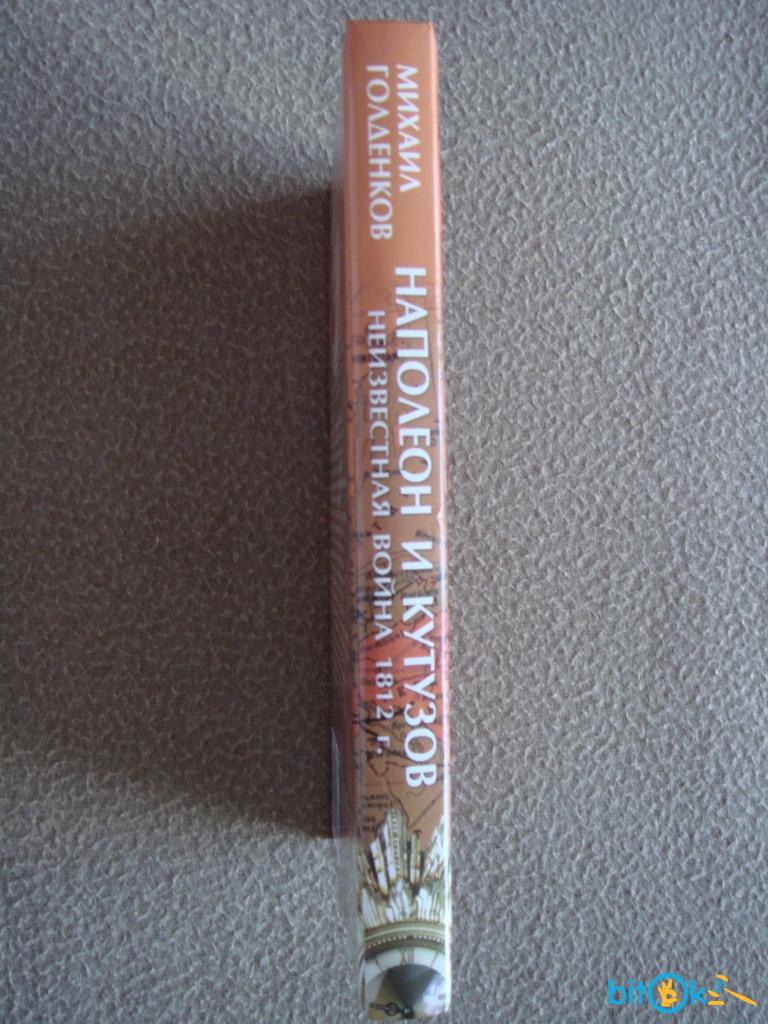 МИХАИЛ
ГОЛДЕНКОВ
НАПОЛЕОН И КУТУЗОВ
НЕИЗВЕСТНАЯ ВОЙНА 1812 г.
bitok